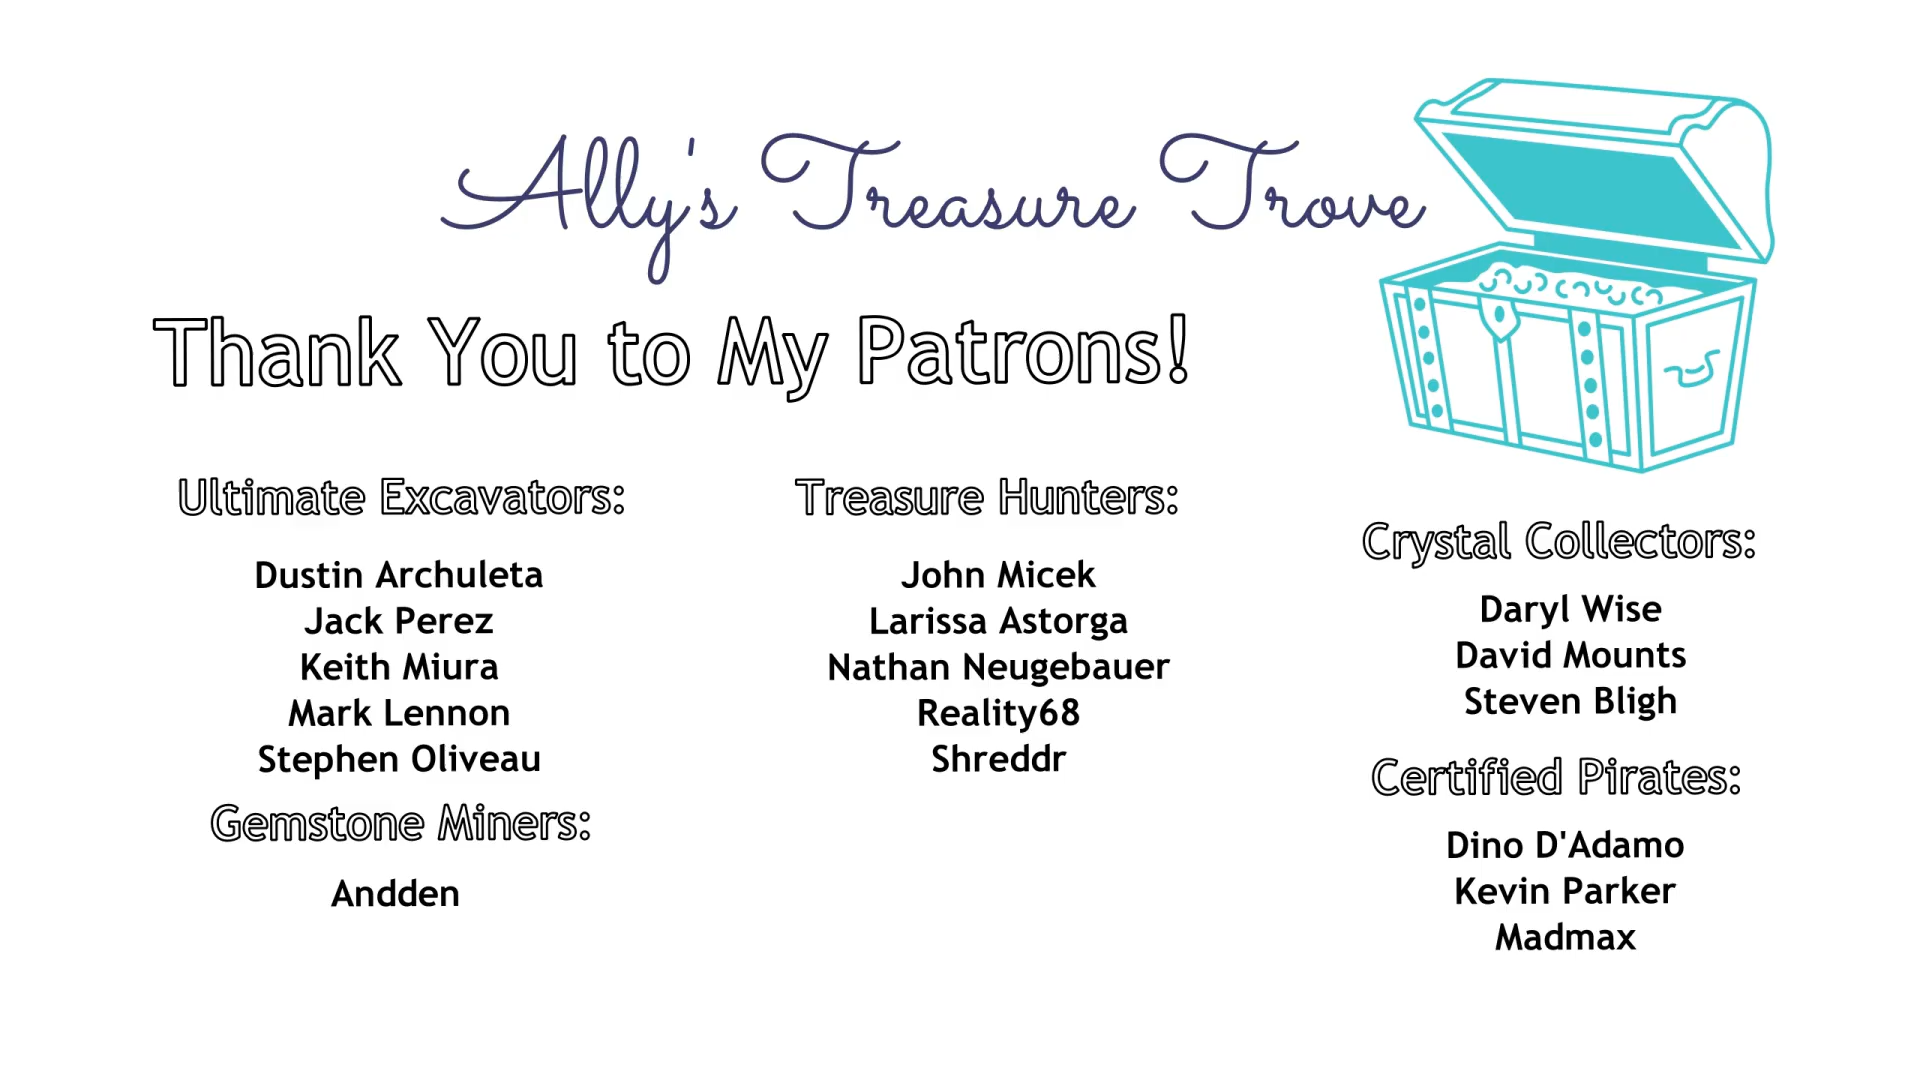 Ally's Treasure Trove
Thank You to My Patrons!
Ultimate Excavators:
Dustin Archuleta
Jack Perez
Keith Miura
Mark Lennon
Stephen Oliveau
Gemstone Miners:
Andden
Treasure Hunters:
John Micek
Larissa Astorga
Nathan Neugebauer
Reality68
Shreddr
Crystal Collectors:
Daryl Wise
David Mounts
Steven Bligh
Certified Pirates:
Dino D'Adamo
Kevin Parker
Madmax